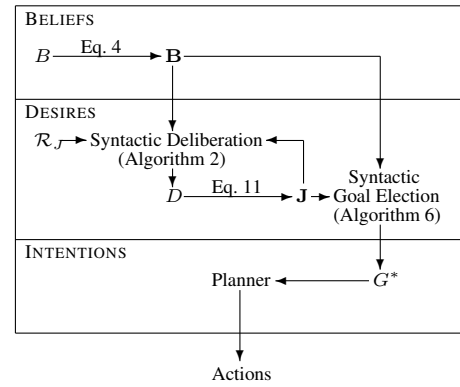 BELIEFS
B Eq. 4 B
DESIRES
R_J Syntactic Deliberation
(Algorithm 2)
Syntactic
D Eq. 11 J Goal Election
(Algorithm 6)
INTENTIONS
Planner G*
Actions